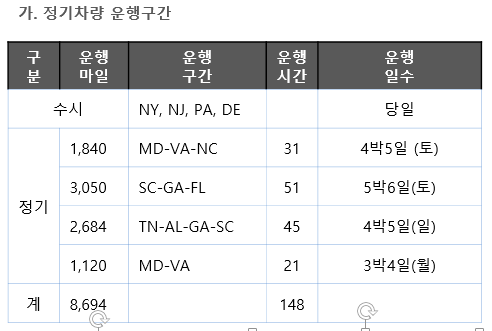 가. 정기차량 운행구간
구분 운행마일 운행구간 운행시간 운행일수
수시 NY, NJ, PA, DE 당일
정기 1,840 MD-VA-NC 31 4박5일 (토)
3,050 SC-GA-FL 51 5박6일(토)
2,684 TN-AL-GA-SC 45 4박5일(일)
1,120 MD-VA 21 3박4일(월)
계 8,694 148